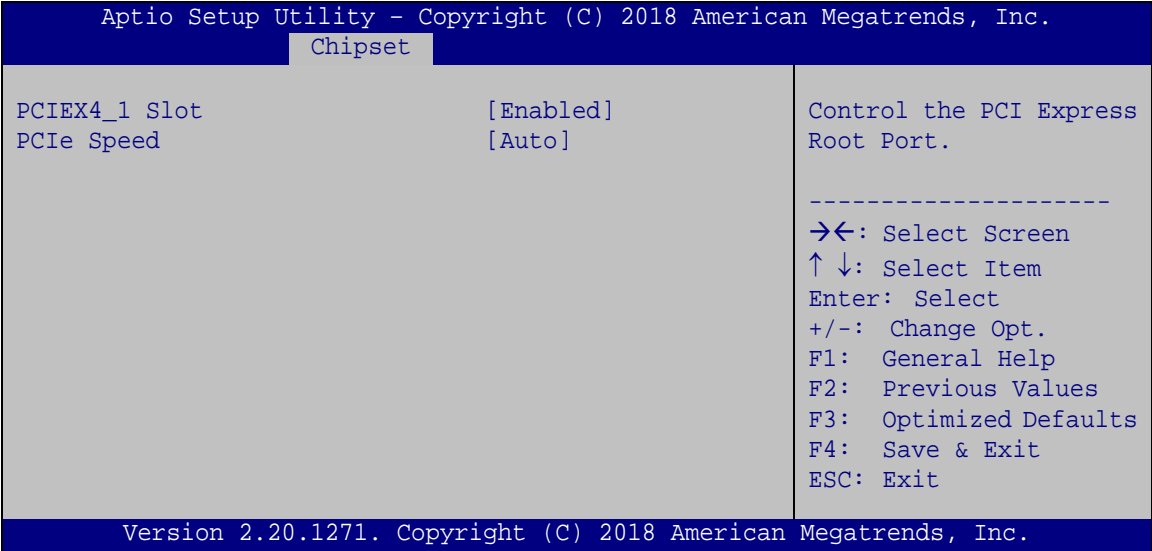 Aptio Setup Utility – Copyright (C) 2018 American Megatrends, Inc.
Chipset
PCIEX4_1 Slot [Enabled]
PCIe Speed [Auto]
Control the PCI Express
Root Port.
---------------------
→←: Select Screen
↑ ↓: Select Item
Enter: Select
+/-: Change Opt.
F1: General Help
F2: Previous Values
F3: Optimized Defaults
F4: Save & Exit
ESC: Exit
Version 2.20.1271. Copyright (C) 2018 American Megatrends, Inc.